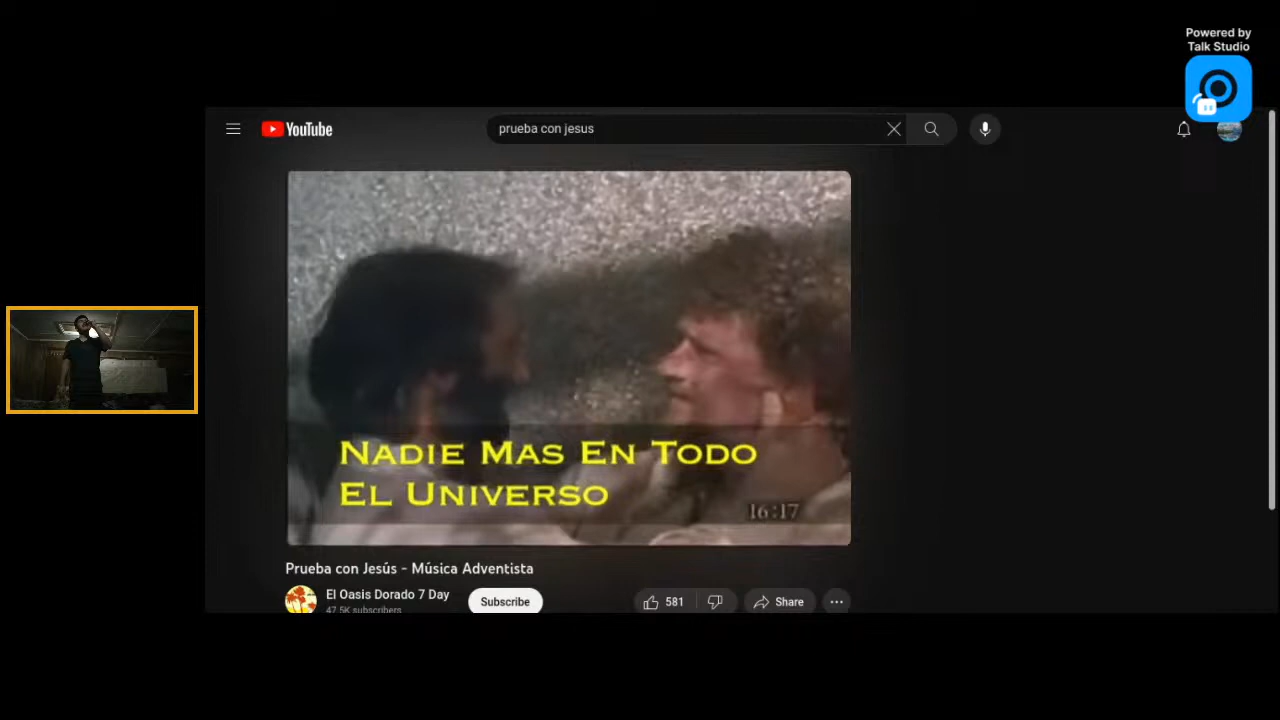 Powered by
Talk Studio
YouTube
prueba con jesus
NADIE MAS EN TODO
EL UNIVERSO
16:17
Prueba con Jesús - Música Adventista
El Oasis Dorado 7 Day
47.5K subscribers
Subscribe
581
Share